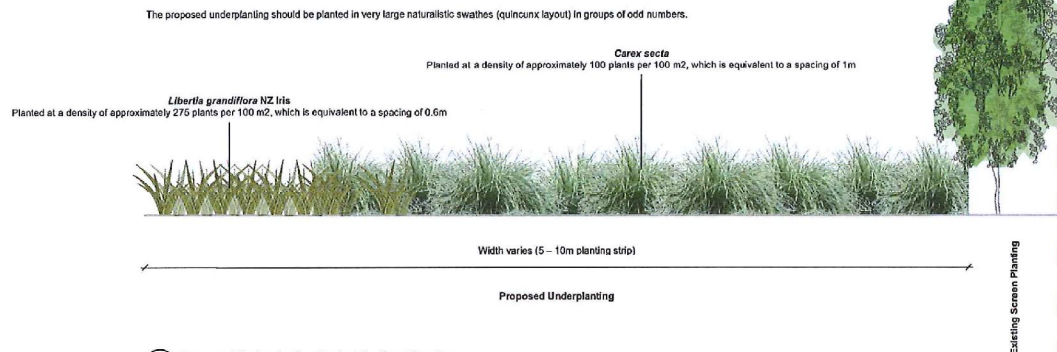 The proposed underplanting should be planted in very large naturalistic swathes (quincunx layout) in groups of odd numbers.
Carex secta
Planted at a density of approximately 100 plants per 100 m2, which is equivalent to a spacing of 1m
Libertia grandiflora NZ Iris
Planted at a density of approximately 275 plants per 100 m2, which is equivalent to a spacing of 0.6m
Width varies (5 – 10m planting strip)
Proposed Underplanting
Existing Screen Planting